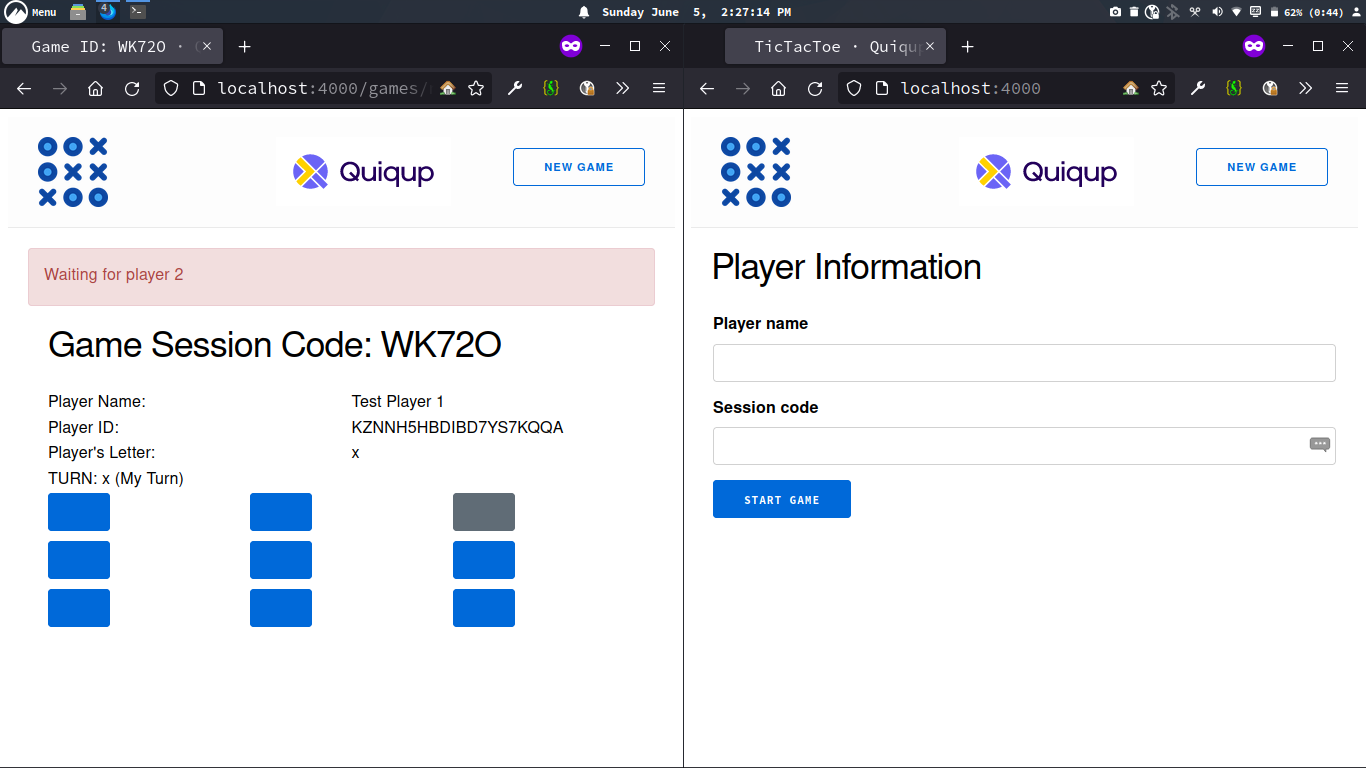 Menu
4
Sunday June 5, 2:27:14 PM
62% (0:44)
Game ID: WK72O ·
localhost:4000/games/
Quiqup
NEW GAME
Waiting for player 2
Game Session Code: WK72O
Player Name: Test Player 1
Player ID: KZNNH5HBDIBD7YS7KQQA
Player's Letter: x
TURN: x (My Turn)
TicTacToe · Quiqup
localhost:4000
Quiqup
NEW GAME
Player Information
Player name
Session code
START GAME